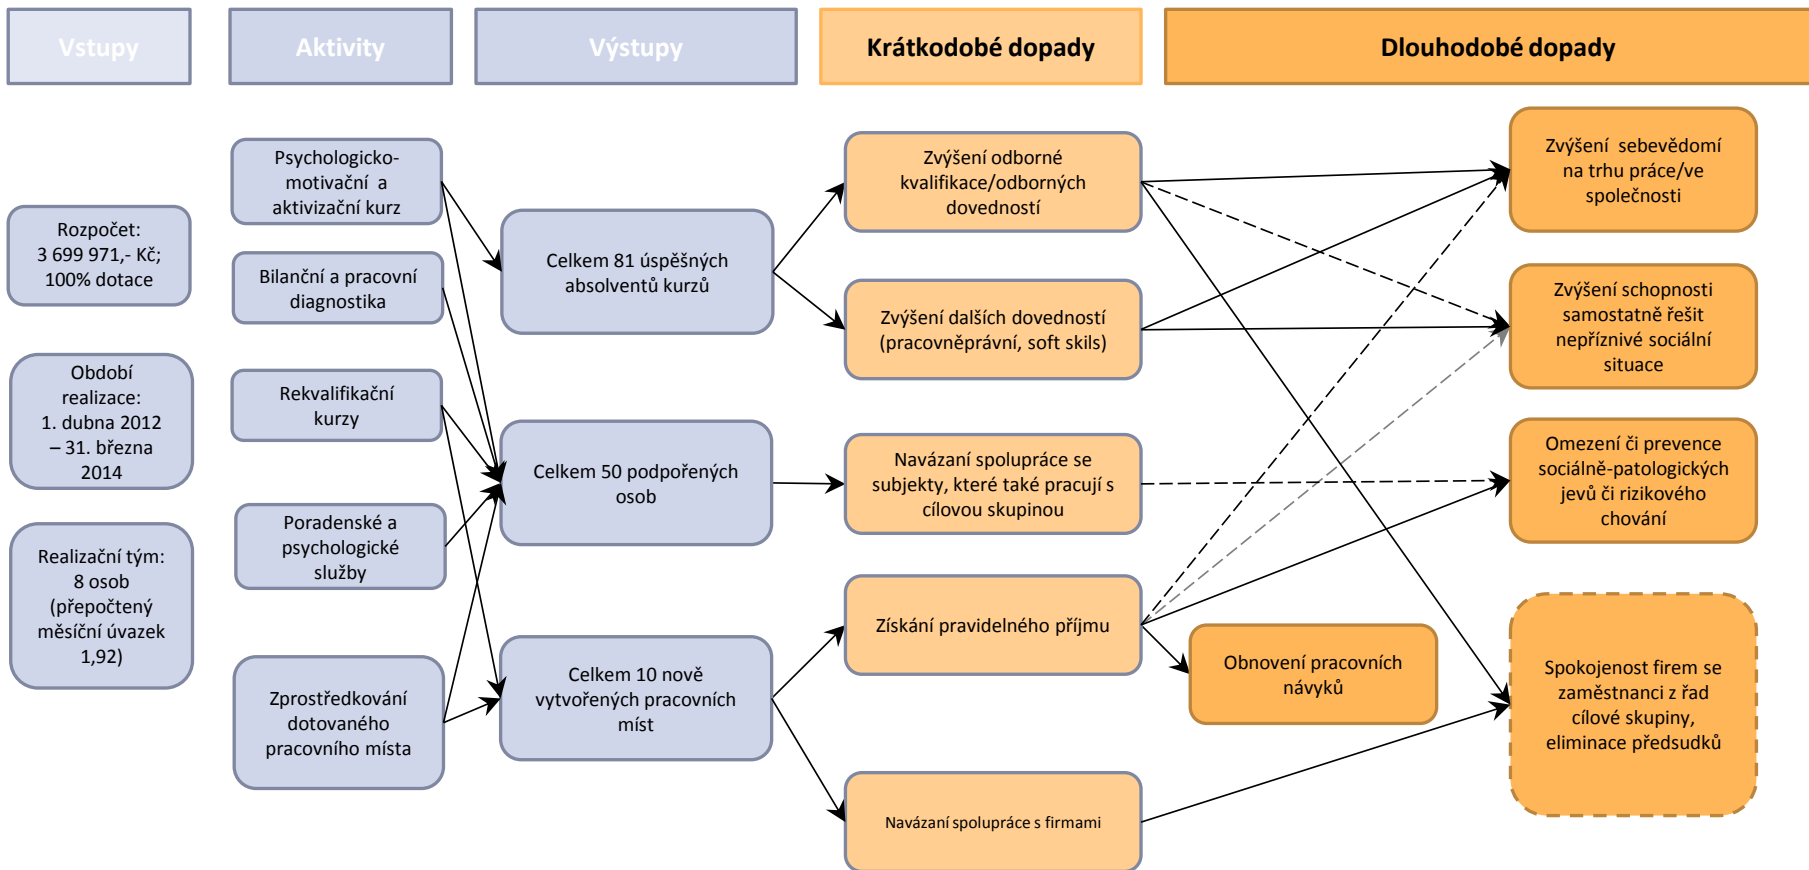 Vstupy
Aktivity
Výstupy
Krátkodobé dopady
Dlouhodobé dopady
Rozpočet:
3 699 971,- Kč;
100% dotace
Období
realizace:
1. dubna 2012
– 31. března
2014
Realizační tým:
8 osob
(přepočtený
měsíční úvazek
1,92)
Psychologicko-
motivační a
aktivizační kurz
Bilanční a pracovní
diagnostika
Rekvalifikační
kurzy
Poradenské a
psychologické
služby
Zprostředkování
dotovaného
pracovního místa
Celkem 81 úspěšných
absolventů kurzů
Celkem 50 podpořených
osob
Celkem 10 nově
vytvořených pracovních
míst
Zvýšení odborné
kvalifikace/odborných
dovedností
Zvýšení dalších dovedností
(pracovněprávní, soft skils)
Navázaní spolupráce se
subjekty, které také pracují s
cílovou skupinou
Získání pravidelného příjmu
Navázaní spolupráce s firmami
Obnovení pracovních
návyků
Zvýšení sebevědomí
na trhu práce/ve
společnosti
Zvýšení schopnosti
samostatně řešit
nepříznivé sociální
situace
Omezení či prevence
sociálně-patologických
jevů či rizikového
chování
Spokojenost firem se
zaměstnanci z řad
cílové skupiny,
eliminace předsudků